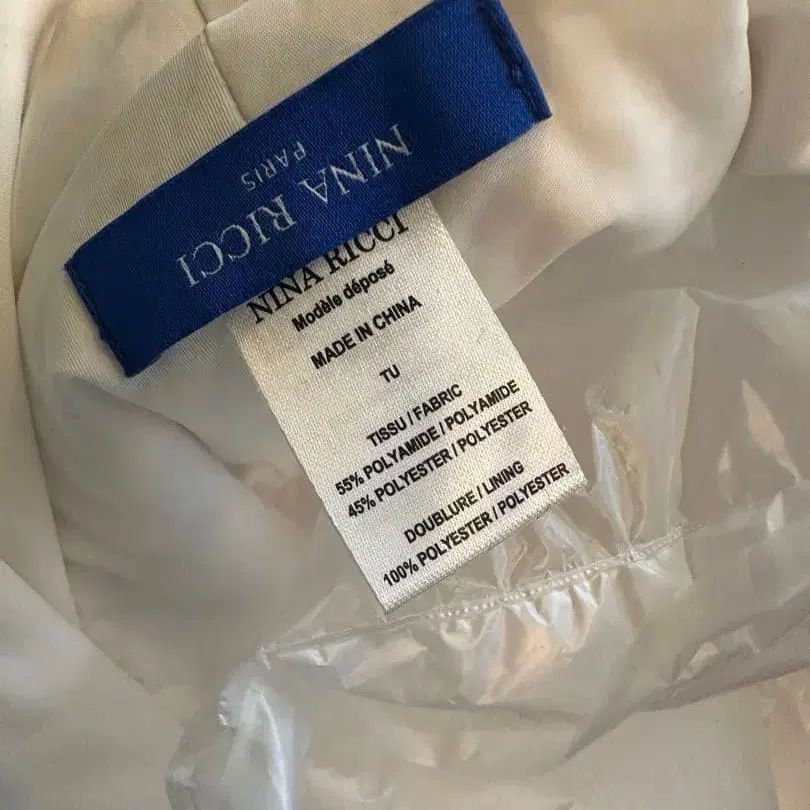 NINA RICCI
PARIS
NINA RICCI
Modèle déposé
MADE IN CHINA
TU
TISSU / FABRIC
55% POLYAMIDE / POLYAMIDE
45% POLYESTER / POLYESTER
DOUBLURE / LINING
100% POLYESTER / POLYESTER